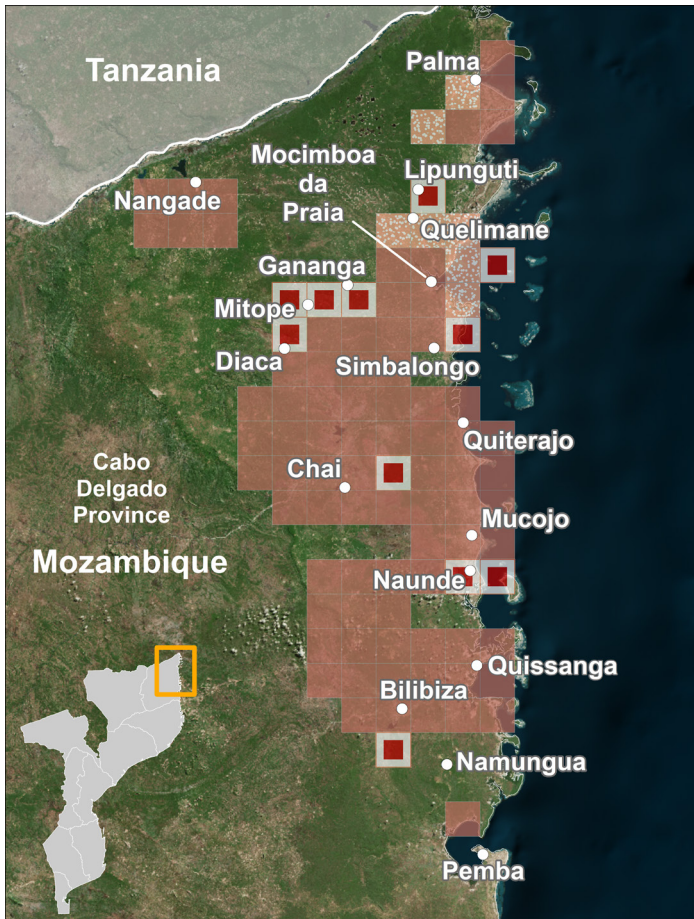 Palma
Tanzania
Mocimboa
da
Praia
Lipunguti
Nangade
Quelimane
Gananga
Mitope
Diaca
Simbalongo
Quiterajo
Cabo
Delgado
Province
Chai
Mucojo
Mozambique
Naunde
Quissanga
Bilibiza
Namungua
Pemba